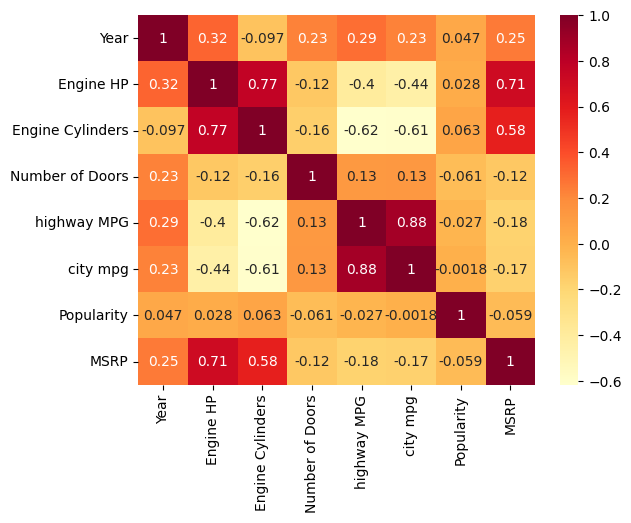 Year 1 0.32 -0.097 0.23 0.29 0.23 0.047 0.25
Engine HP 0.32 1 0.77 -0.12 -0.4 -0.44 0.028 0.71
Engine Cylinders -0.097 0.77 1 -0.16 -0.62 -0.61 0.063 0.58
Number of Doors 0.23 -0.12 -0.16 1 0.13 0.13 -0.061 -0.12
highway MPG 0.29 -0.4 -0.62 0.13 1 0.88 -0.027 -0.18
city mpg 0.23 -0.44 -0.61 0.13 0.88 1 -0.0018 -0.17
Popularity 0.047 0.028 0.063 -0.061 -0.027 -0.0018 1 -0.059
MSRP 0.25 0.71 0.58 -0.12 -0.18 -0.17 -0.059 1
Year
Engine HP
Engine Cylinders
Number of Doors
highway MPG
city mpg
Popularity
MSRP
1.0
0.8
0.6
0.4
0.2
0.0
−0.2
−0.4
−0.6